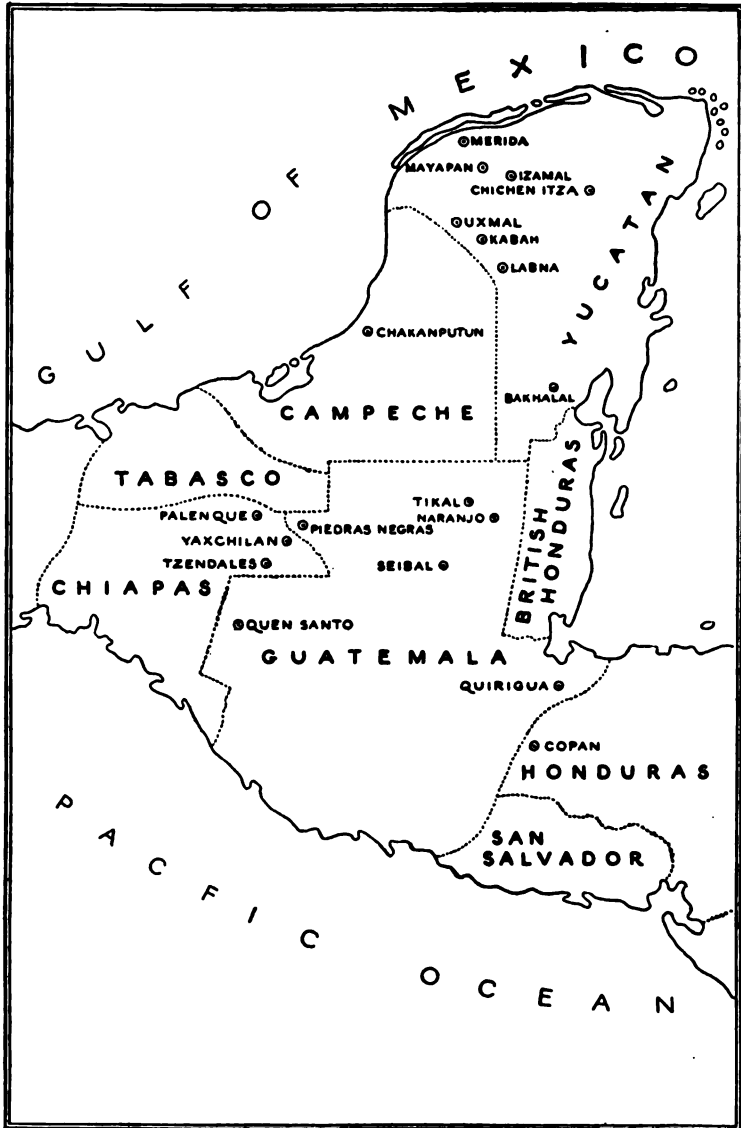 GULF OF MEXICO
MERIDA
MAYAPAN
IZAMAL
CHICHEN ITZA
YUCATAN
UXMAL
KABAH
LABNA
CHAKANPUTUN
BAKHALAL
CAMPECHE
TABASCO
TIKAL
NARANJO
PALENQUE
PIEDRAS NEGRAS
YAXCHILAN
TZENDALES
SEIBAL
CHIAPAS
BRITISH
HONDURAS
QUEN SANTO
GUATEMALA
QUIRIGUA
COPAN
HONDURAS
SAN
SALVADOR
PACIFIC OCEAN